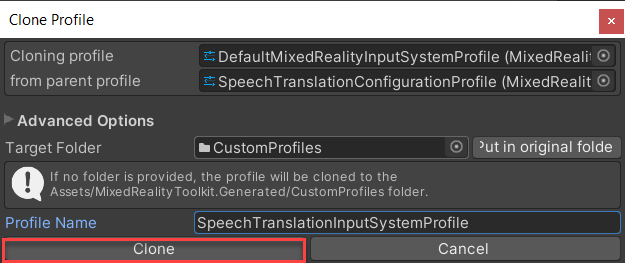 Clone Profile
Cloning profile
DefaultMixedRealityInputSystemProfile (MixedRealit
from parent profile
SpeechTranslationConfigurationProfile (MixedRealit
Advanced Options
Target Folder
CustomProfiles
Put in original folde
If no folder is provided, the profile will be cloned to the
Assets/MixedRealityToolkit.Generated/CustomProfiles folder.
Profile Name
SpeechTranslationInputSystemProfile
Clone
Cancel